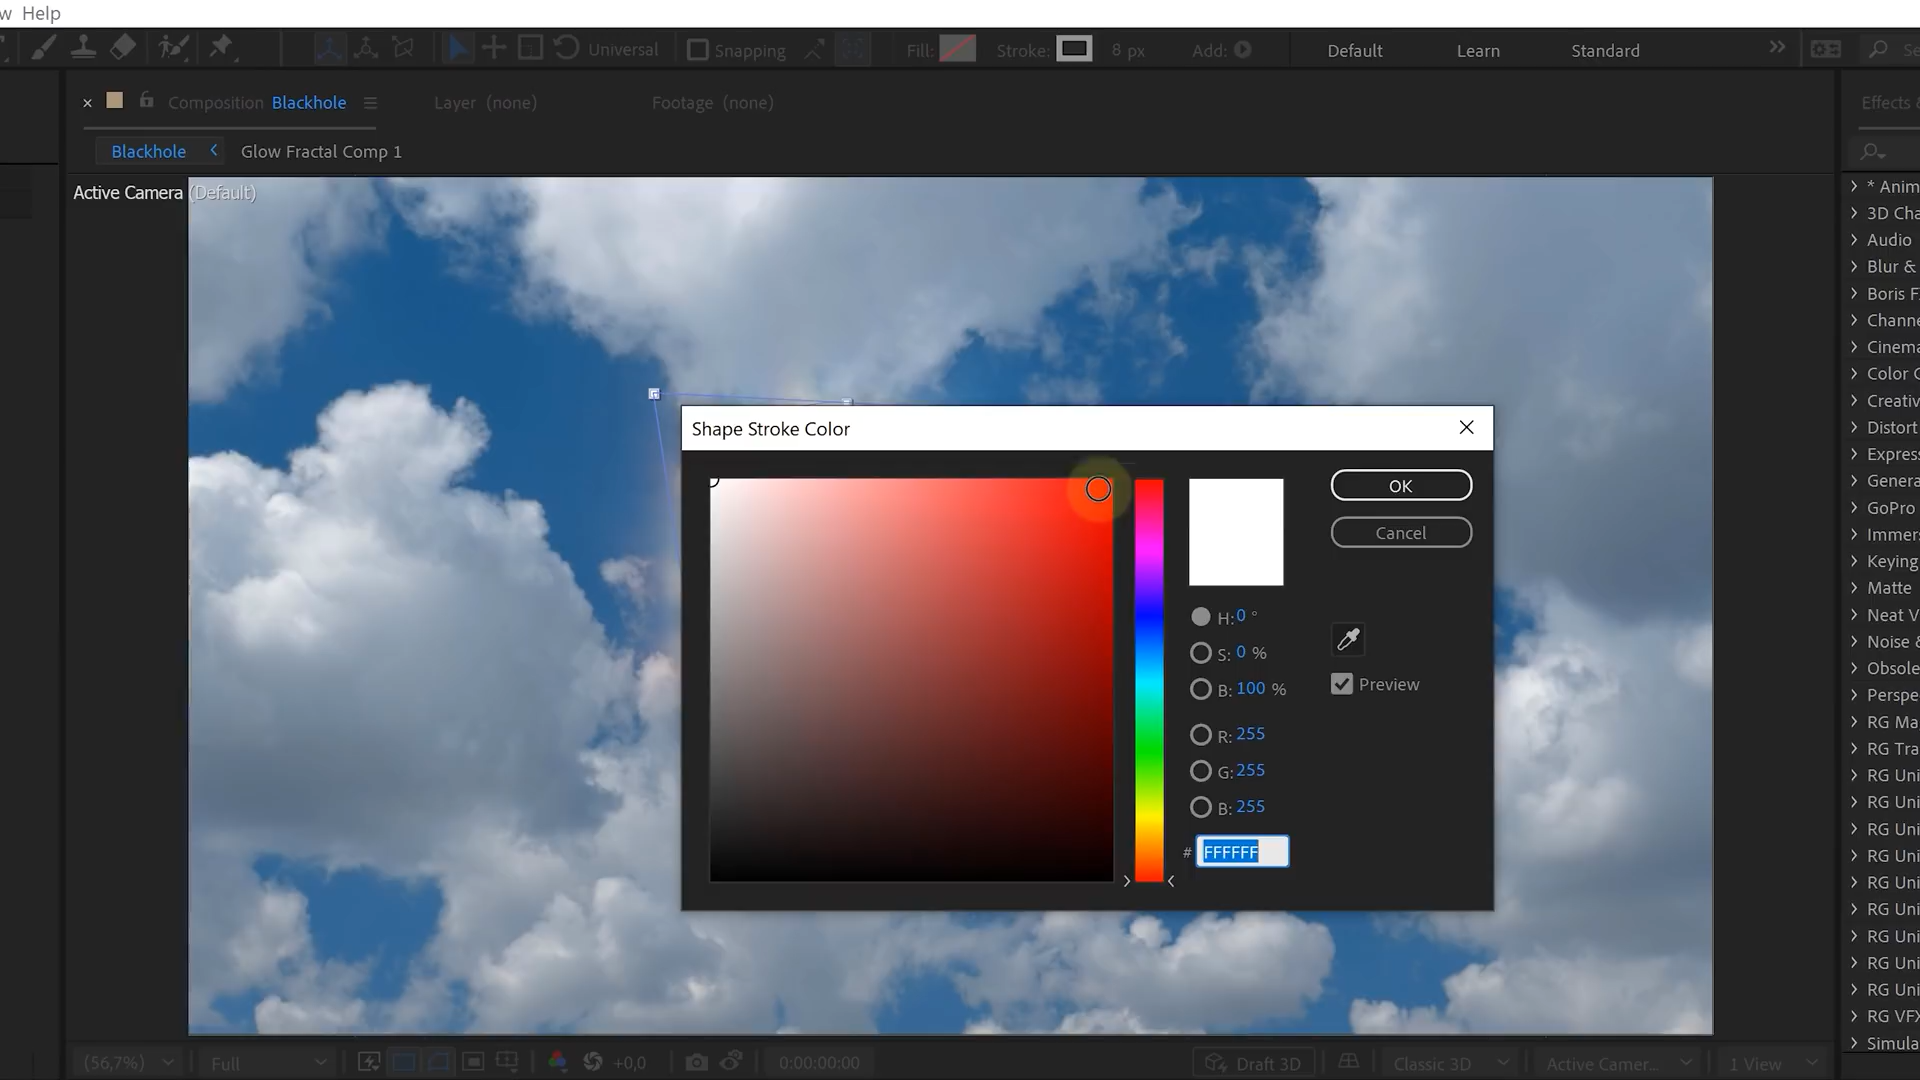 w Help
Universal Snapping Fill: Stroke: 8 px Add: Default Learn Standard Se
Composition Blackhole Layer (none) Footage (none) Effects &
Blackhole Glow Fractal Comp 1
Active Camera (Default)
* Anim
3D Cha
Audio
Blur &
Boris F
Channe
Cinema
Color C
Creativ
Distort
Express
Genera
GoPro
Immers
Keying
Matte
Neat V
Noise &
Obsole
Perspe
RG Ma
RG Tra
RG Uni
RG Uni
RG Uni
RG Uni
RG Uni
RG Uni
RG Uni
RG Uni
RG Uni
RG VFX
Simula
Shape Stroke Color
OK
Cancel
H: 0 °
S: 0 %
B: 100 %
Preview
R: 255
G: 255
B: 255
# FFFFFF
(56,7%) Full +0,0 0:00:00:00 Draft 3D Classic 3D Active Camer... 1 View